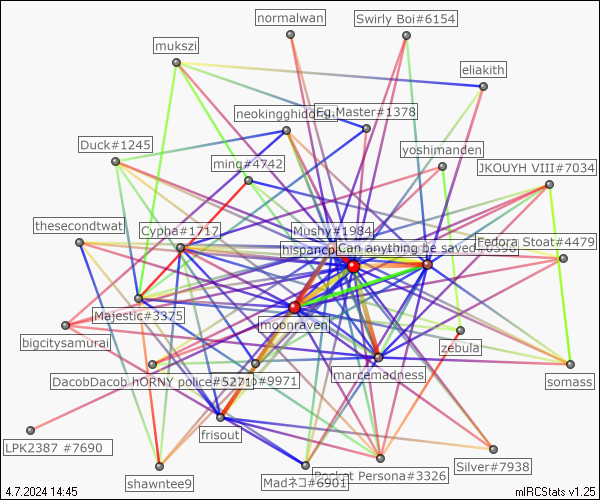 normalwan
Swirly Boi#6154
mukszi
eliakith
neokingghid
Eg.Master#1378
Duck#1245
yoshimanden
ming#4742
JKOUYH VIII#7034
thesecondtwat
Cypha#1717
Mushy#1984
hispanc
Can anything be saved
Fedora Stoat#4479
Majestic#3375
moonraven
bigcitysamurai
zebula
marcemadness
DacobDacob hORNY police#5271
#9971
somass
frisout
LPK2387 #7690
shawntee9
Madネコ#6901
Pocket Persona#3326
Silver#7938
4.7.2024 14:45
mIRCStats v1.25